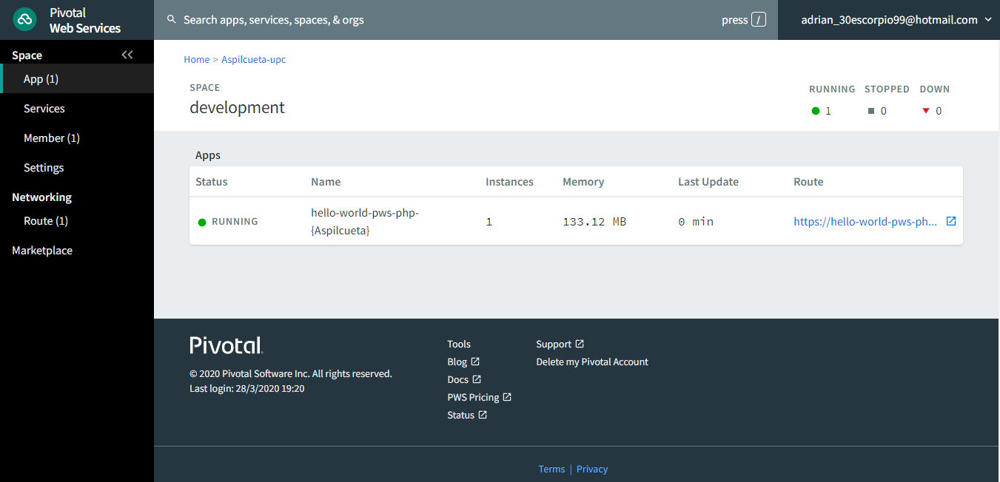 Pivotal
Web Services
Search apps, services, spaces, & orgs
press /
adrian_30escorpio99@hotmail.com
Space
App (1)
Services
Member (1)
Settings
Networking
Route (1)
Marketplace
Home > Aspilcueta-upc
SPACE
development
RUNNING STOPPED DOWN
1 0 0
Apps
Status Name Instances Memory Last Update Route
RUNNING hello-world-pws-php-
{Aspilcueta} 1 133.12 MB 0 min https://hello-world-pws-ph...
Pivotal.
© 2020 Pivotal Software Inc. All rights reserved.
Last login: 28/3/2020 19:20
Tools
Blog
Docs
PWS Pricing
Status
Support
Delete my Pivotal Account
Terms | Privacy